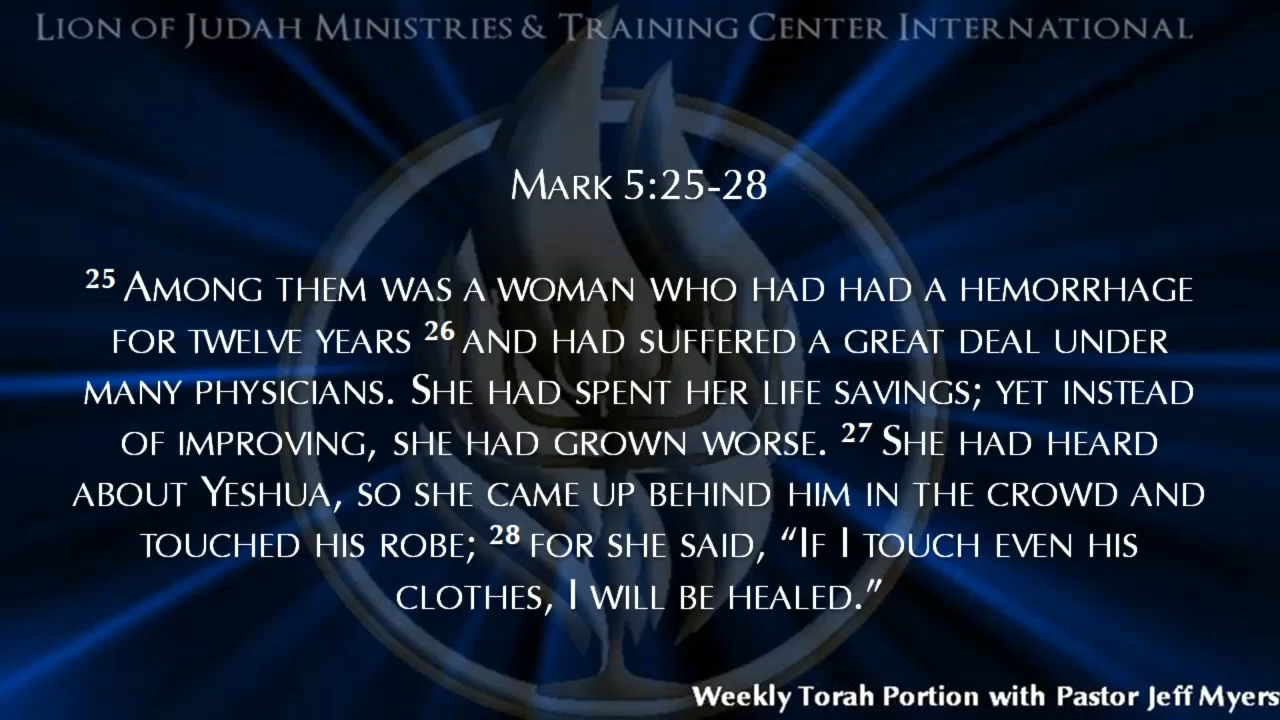 Lion of Judah Ministries & Training Center International
Mark 5:25-28
25 Among them was a woman who had had a hemorrhage
for twelve years 26 and had suffered a great deal under
many physicians. She had spent her life savings; yet instead
of improving, she had grown worse. 27 She had heard
about Yeshua, so she came up behind him in the crowd and
touched his robe; 28 for she said, “If I touch even his
clothes, I will be healed.”
Weekly Torah Portion with Pastor Jeff Myers